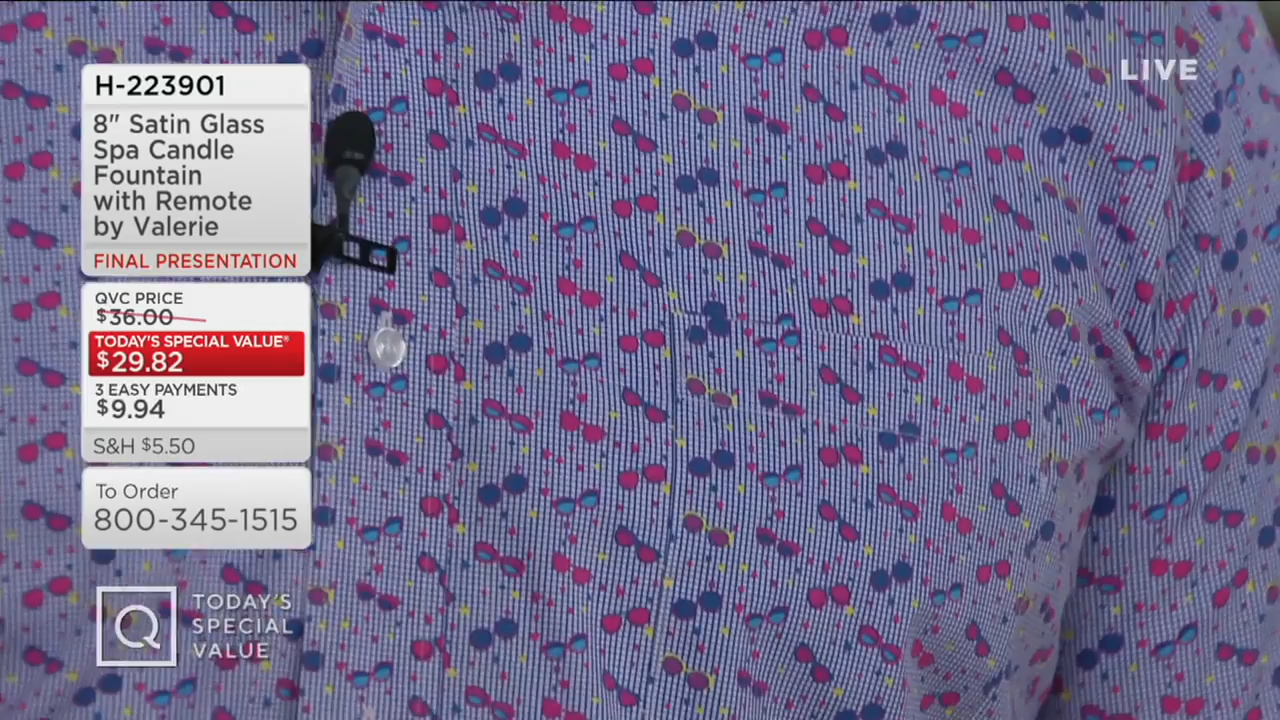 LIVE
H-223901
8" Satin Glass
Spa Candle
Fountain
with Remote
by Valerie
FINAL PRESENTATION
QVC PRICE
$36.00
TODAY'S SPECIAL VALUE®
$29.82
3 EASY PAYMENTS
$9.94
S&H $5.50
To Order
800-345-1515
Q
TODAY'S
SPECIAL
VALUE